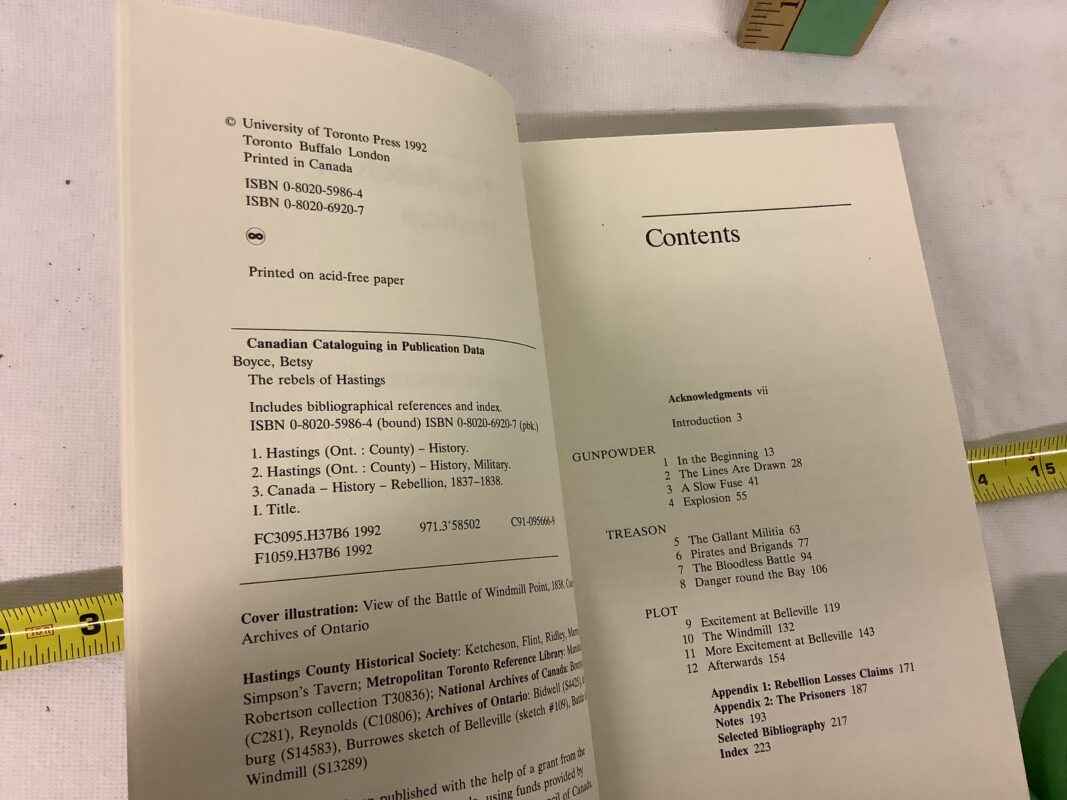 © University of Toronto Press 1992
Toronto Buffalo London
Printed in Canada
ISBN 0-8020-5986-4
ISBN 0-8020-6920-7
Printed on acid-free paper
Canadian Cataloguing in Publication Data
Boyce, Betsy
The rebels of Hastings
Includes bibliographical references and index.
ISBN 0-8020-5986-4 (bound) ISBN 0-8020-6920-7 (pbk.)
1. Hastings (Ont. : County) – History.
2. Hastings (Ont. : County) – History, Military.
3. Canada – History – Rebellion, 1837–1838.
I. Title.
FC3095.H37B6 1992 971.3'58502 C91-095666-9
F1059.H37B6 1992
Cover illustration: View of the Battle of Windmill Point, 1838,
Archives of Ontario
Hastings County Historical Society: Ketcheson, Flint, Ridley,
Simpson's Tavern; Metropolitan Toronto Reference Library:
Robertson collection T30836); National Archives of Canada:
(C281), Reynolds (C10806); Archives of Ontario: Bidwell (S4425),
burg (S14583), Burrowes sketch of Belleville (sketch #109), Battle
Windmill (S13289)
published with the help of a grant from the
using funds provided by
of Canada.
Contents
Acknowledgments vii
Introduction 3
GUNPOWDER
1 In the Beginning 13
2 The Lines Are Drawn 28
3 A Slow Fuse 41
4 Explosion 55
TREASON
5 The Gallant Militia 63
6 Pirates and Brigands 77
7 The Bloodless Battle 94
8 Danger round the Bay 106
PLOT
9 Excitement at Belleville 119
10 The Windmill 132
11 More Excitement at Belleville 143
12 Afterwards 154
Appendix 1: Rebellion Losses Claims 171
Appendix 2: The Prisoners 187
Notes 193
Selected Bibliography 217
Index 223
1
3
4
15